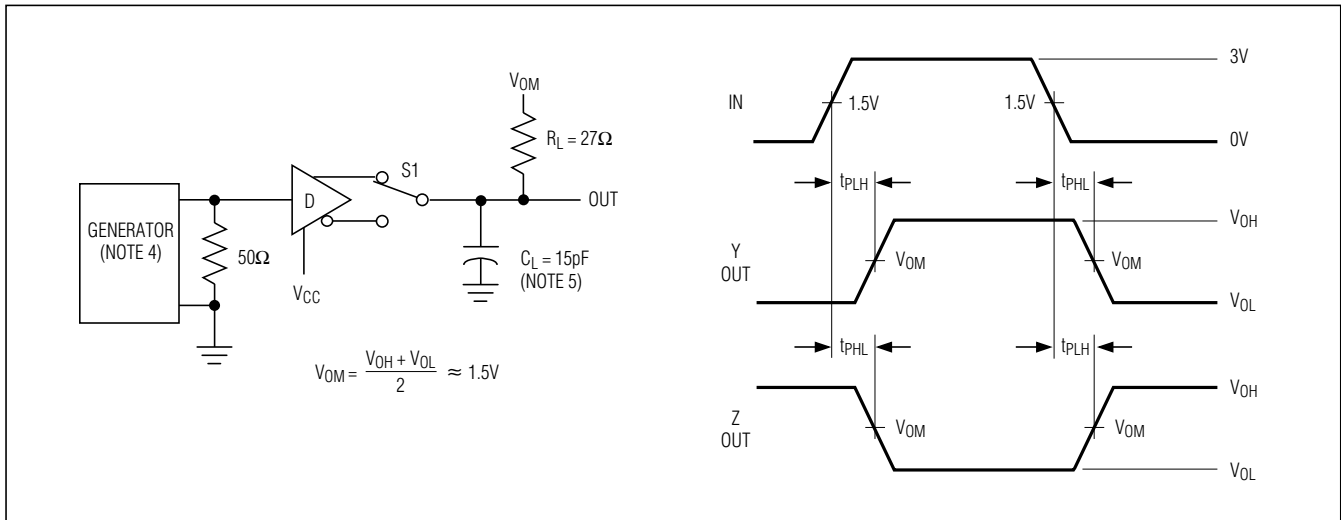 GENERATOR
(NOTE 4)
50Ω
D
VCC
S1
VOM
RL = 27Ω
OUT
CL = 15pF
(NOTE 5)
VOM = VOH + VOL / 2 ≈ 1.5V
IN
1.5V
1.5V
3V
0V
tPLH
tPHL
Y
OUT
VOM
VOM
VOH
VOL
tPHL
tPLH
Z
OUT
VOM
VOM
VOH
VOL